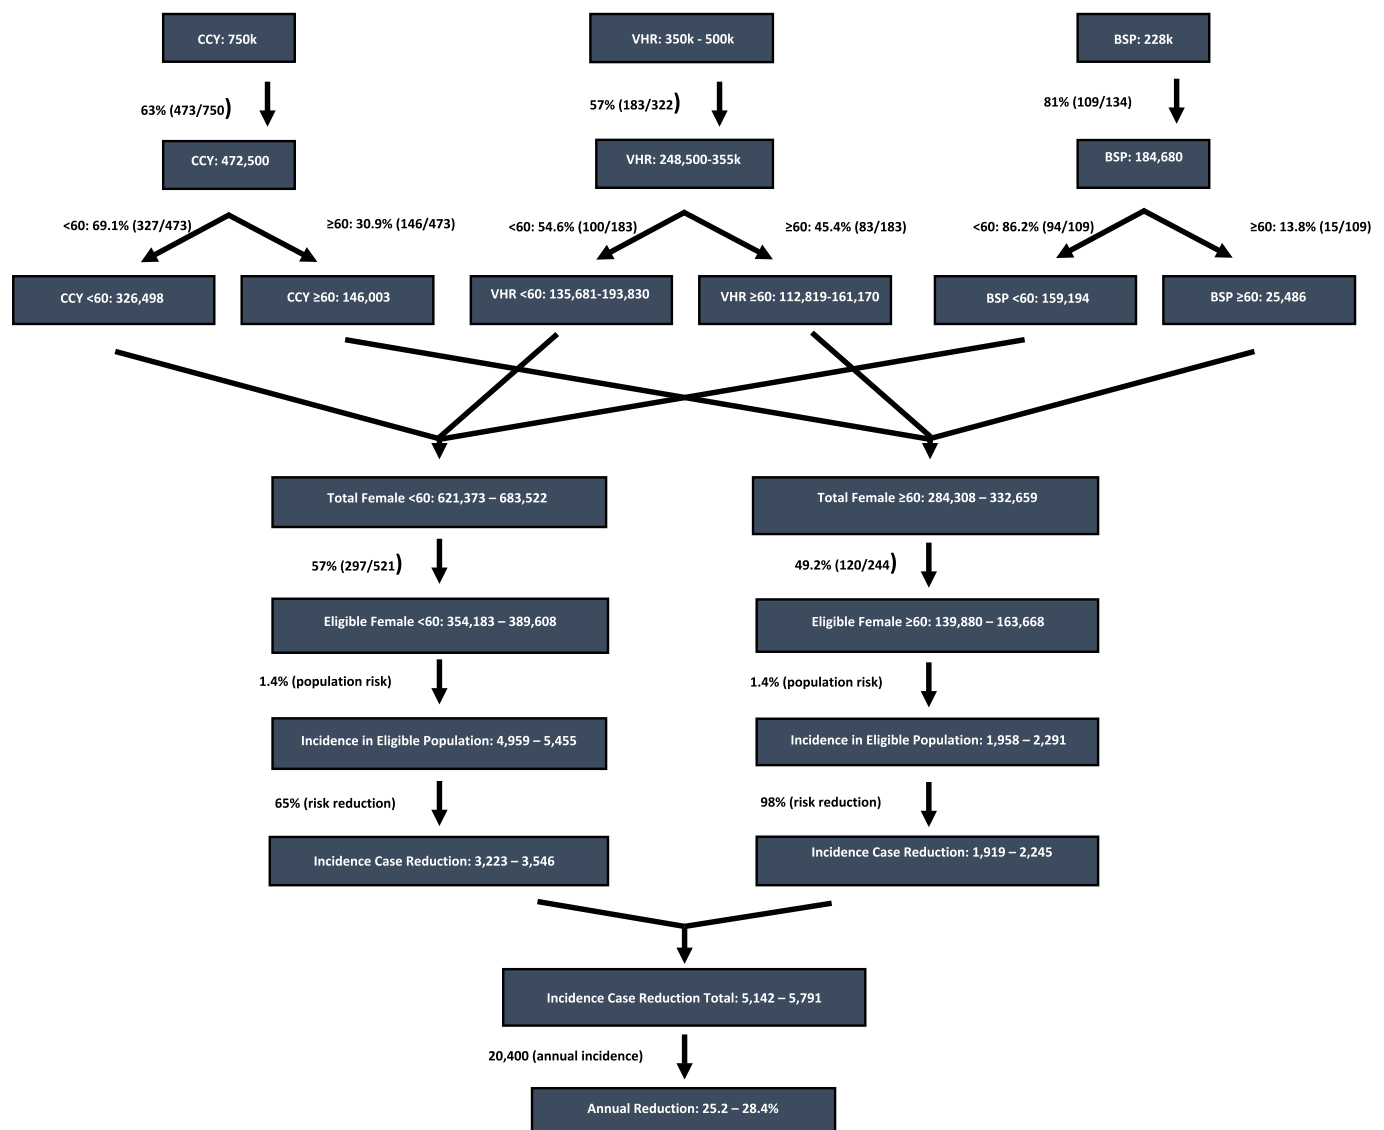 CCY: 750k
VHR: 350k - 500k
BSP: 228k
63% (473/750)
57% (183/322)
81% (109/134)
CCY: 472,500
VHR: 248,500-355k
BSP: 184,680
<60: 69.1% (327/473)
≥60: 30.9% (146/473)
<60: 54.6% (100/183)
≥60: 45.4% (83/183)
<60: 86.2% (94/109)
≥60: 13.8% (15/109)
CCY <60: 326,498
CCY ≥60: 146,003
VHR <60: 135,681-193,830
VHR ≥60: 112,819-161,170
BSP <60: 159,194
BSP ≥60: 25,486
Total Female <60: 621,373 – 683,522
Total Female ≥60: 284,308 – 332,659
57% (297/521)
49.2% (120/244)
Eligible Female <60: 354,183 – 389,608
Eligible Female ≥60: 139,880 – 163,668
1.4% (population risk)
1.4% (population risk)
Incidence in Eligible Population: 4,959 – 5,455
Incidence in Eligible Population: 1,958 – 2,291
65% (risk reduction)
98% (risk reduction)
Incidence Case Reduction: 3,223 – 3,546
Incidence Case Reduction: 1,919 – 2,245
Incidence Case Reduction Total: 5,142 – 5,791
20,400 (annual incidence)
Annual Reduction: 25.2 – 28.4%